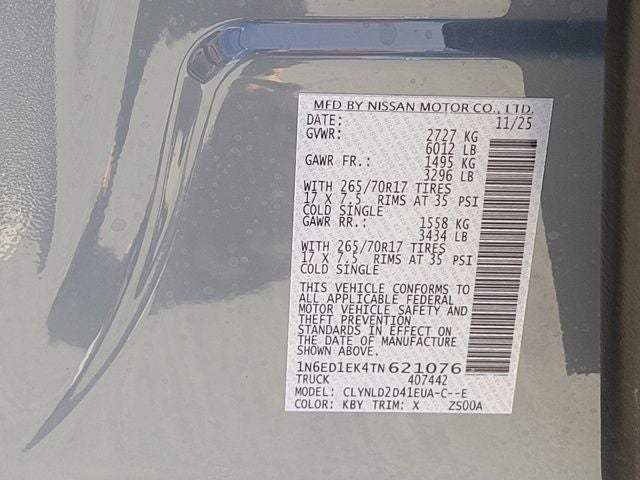 MFD BY NISSAN MOTOR CO., LTD.
DATE: 11/25
GVWR: 2727 KG
6012 LB
GAWR FR.: 1495 KG
3296 LB
WITH 265/70R17 TIRES
17 X 7.5 RIMS AT 35 PSI
COLD SINGLE
GAWR RR.: 1558 KG
3434 LB
WITH 265/70R17 TIRES
17 X 7.5 RIMS AT 35 PSI
COLD SINGLE
THIS VEHICLE CONFORMS TO
ALL APPLICABLE FEDERAL
MOTOR VEHICLE SAFETY AND
THEFT PREVENTION
STANDARDS IN EFFECT ON
THE DATE OF MANUFACTURE
SHOWN ABOVE.
1N6ED1EK4TN621076
TRUCK 407442
MODEL: CLYNLD2D41EUA-C--E
COLOR: KBY TRIM: X ZS00A